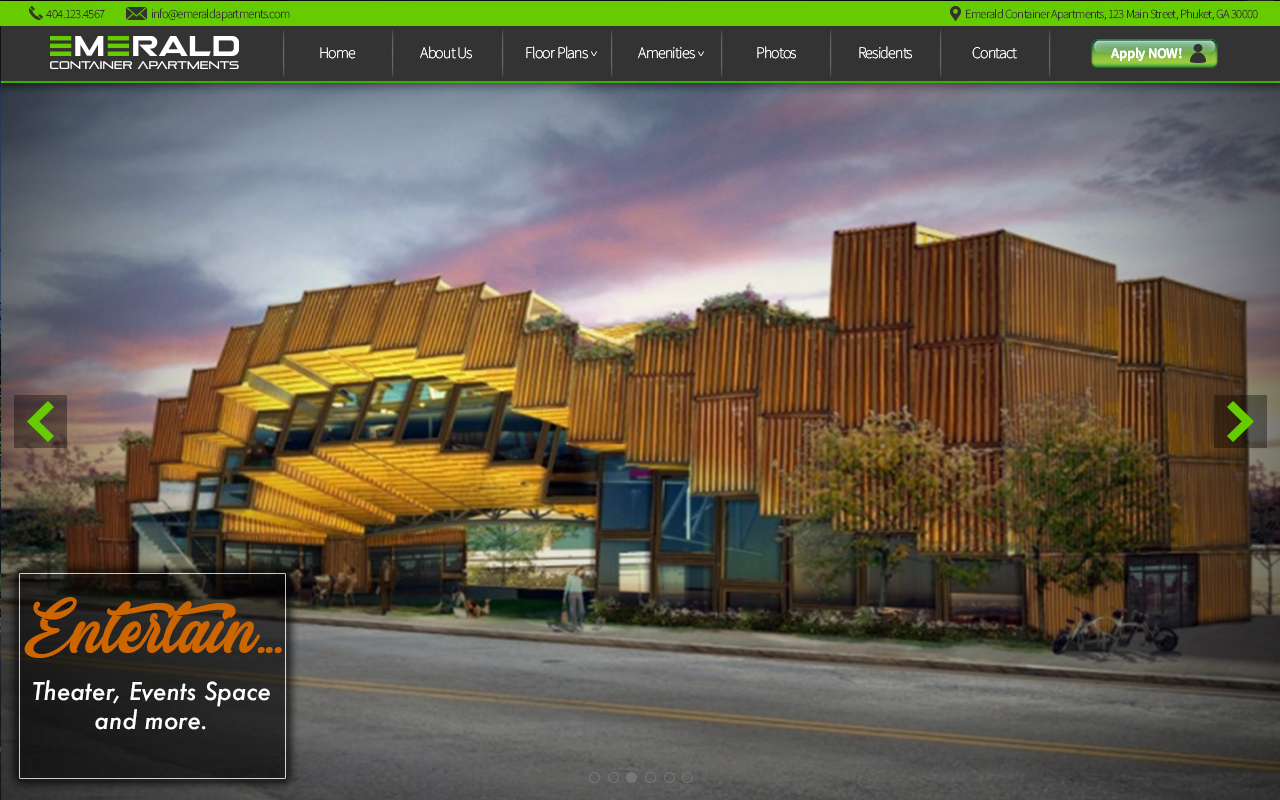 404.123.4567
info@emeraldapartments.com
Emerald Container Apartments, 123 Main Street, Phuket, GA 30000
EMERALD
CONTAINER APARTMENTS
Home
About Us
Floor Plans
Amenities
Photos
Residents
Contact
Apply NOW!
Entertain...
Theater, Events Space
and more.